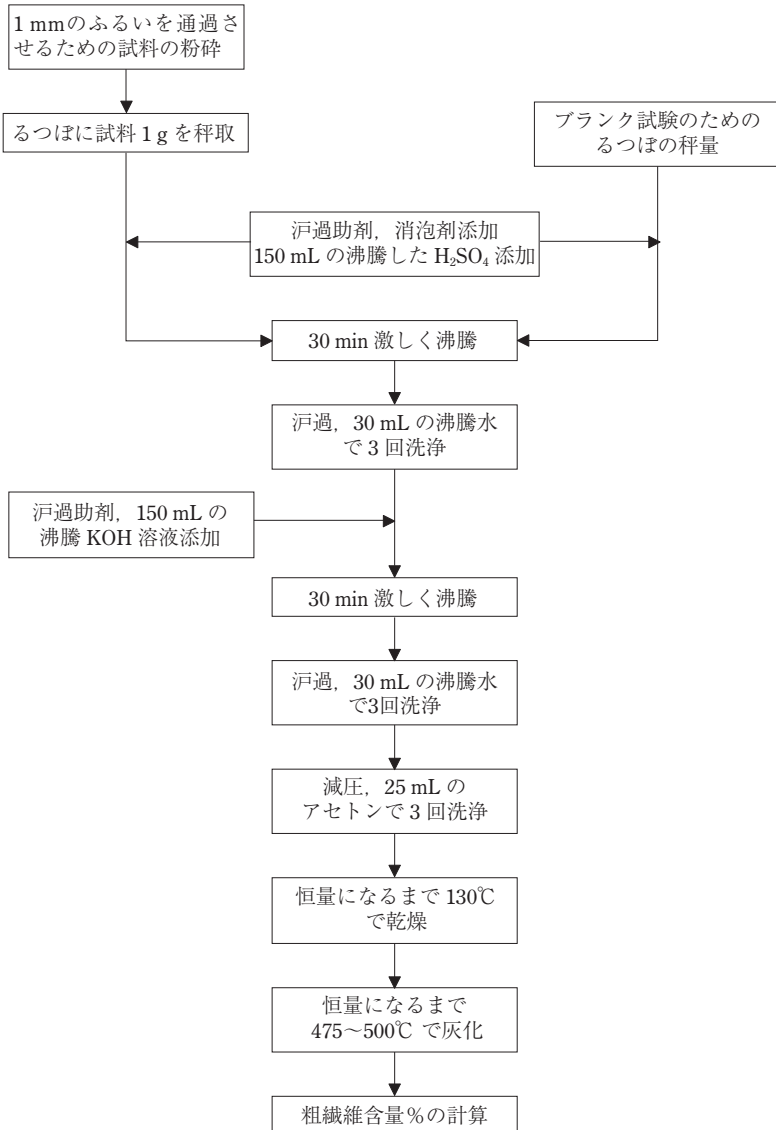 1 mmのふるいを通過さ
せるための試料の粉砕
るつぼに試料 1 g を秤取
ブランク試験のための
るつぼの秤量
沪過助剤，消泡剤添加
150 mL の沸騰した H₂SO₄ 添加
30 min 激しく沸騰
沪過，30 mL の沸騰水
で 3 回洗浄
沪過助剤，150 mL の
沸騰 KOH 溶液添加
30 min 激しく沸騰
沪過，30 mL の沸騰水
で3回洗浄
減圧，25 mL の
アセトンで 3 回洗浄
恒量になるまで 130℃
で乾燥
恒量になるまで
475～500℃ で灰化
粗繊維含量％の計算